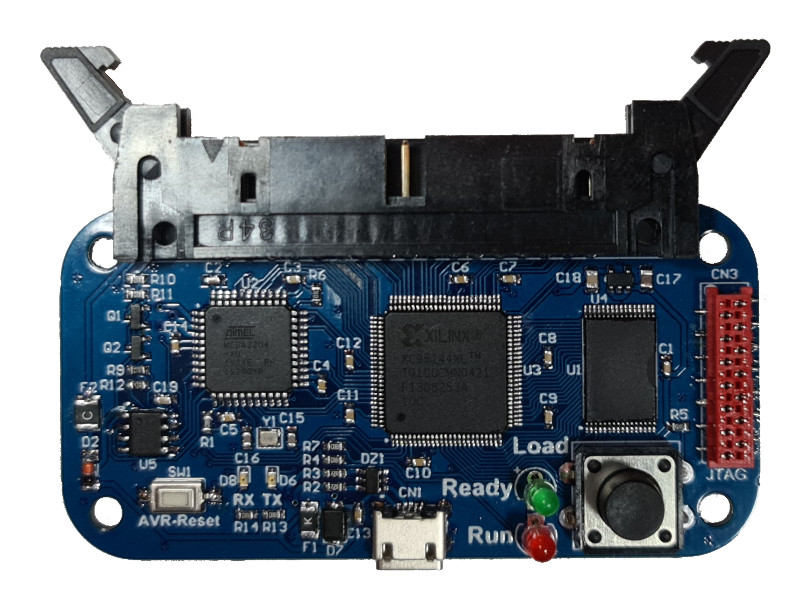 34P
C2
U2
C3
R6
C6
C7
C18
C17
CN3
R10
R11
Q1
Q2
R9
R12
C19
F2
D2
U5
SW1
AVR-Reset
ATMEL
XILINX®
XC95144XL™
C12
C11
C4
C5
R1
Y1
C15
C16
D8
D6
RX TX
R14 R13
R7
R4
R3
R2
DZ1
C10
CN1
F1
D7
C13
K
C
U3
C8
C9
U1
U4
C1
R5
JTAG
Load
Ready
Run